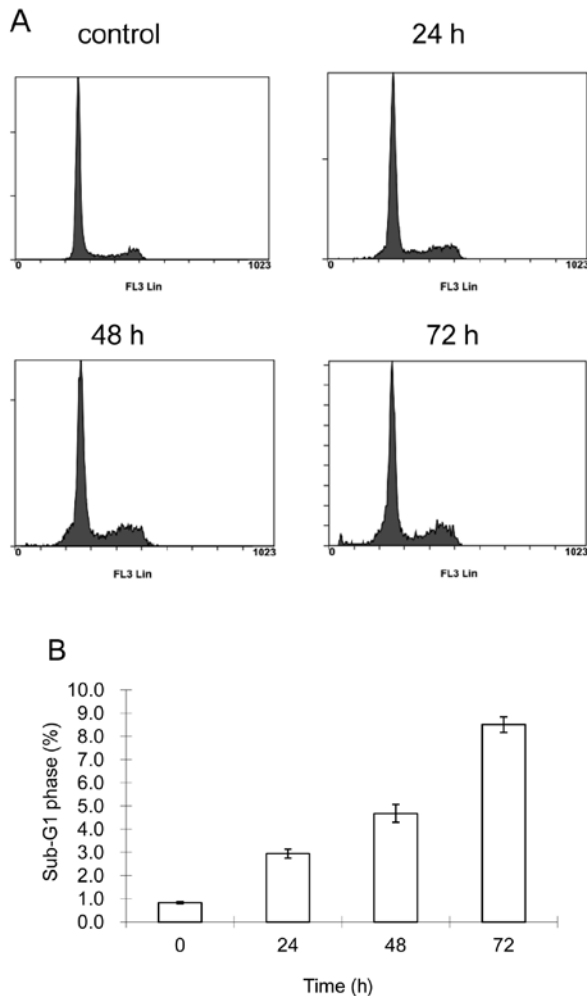 A
control
24 h
0 1023
FL3 Lin
0 1023
FL3 Lin
48 h
72 h
0 1023
FL3 Lin
0 1023
FL3 Lin
B
Sub-G1 phase (%)
10.0
9.0
8.0
7.0
6.0
5.0
4.0
3.0
2.0
1.0
0.0
0 24 48 72
Time (h)